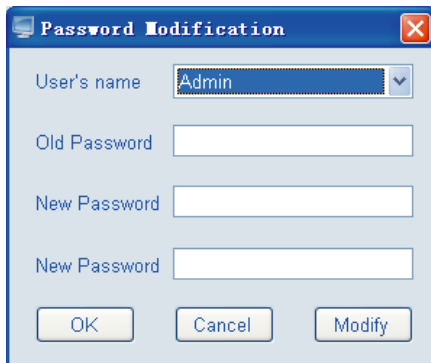 Password Modification
User's name Admin
Old Password
New Password
New Password
OK Cancel Modify